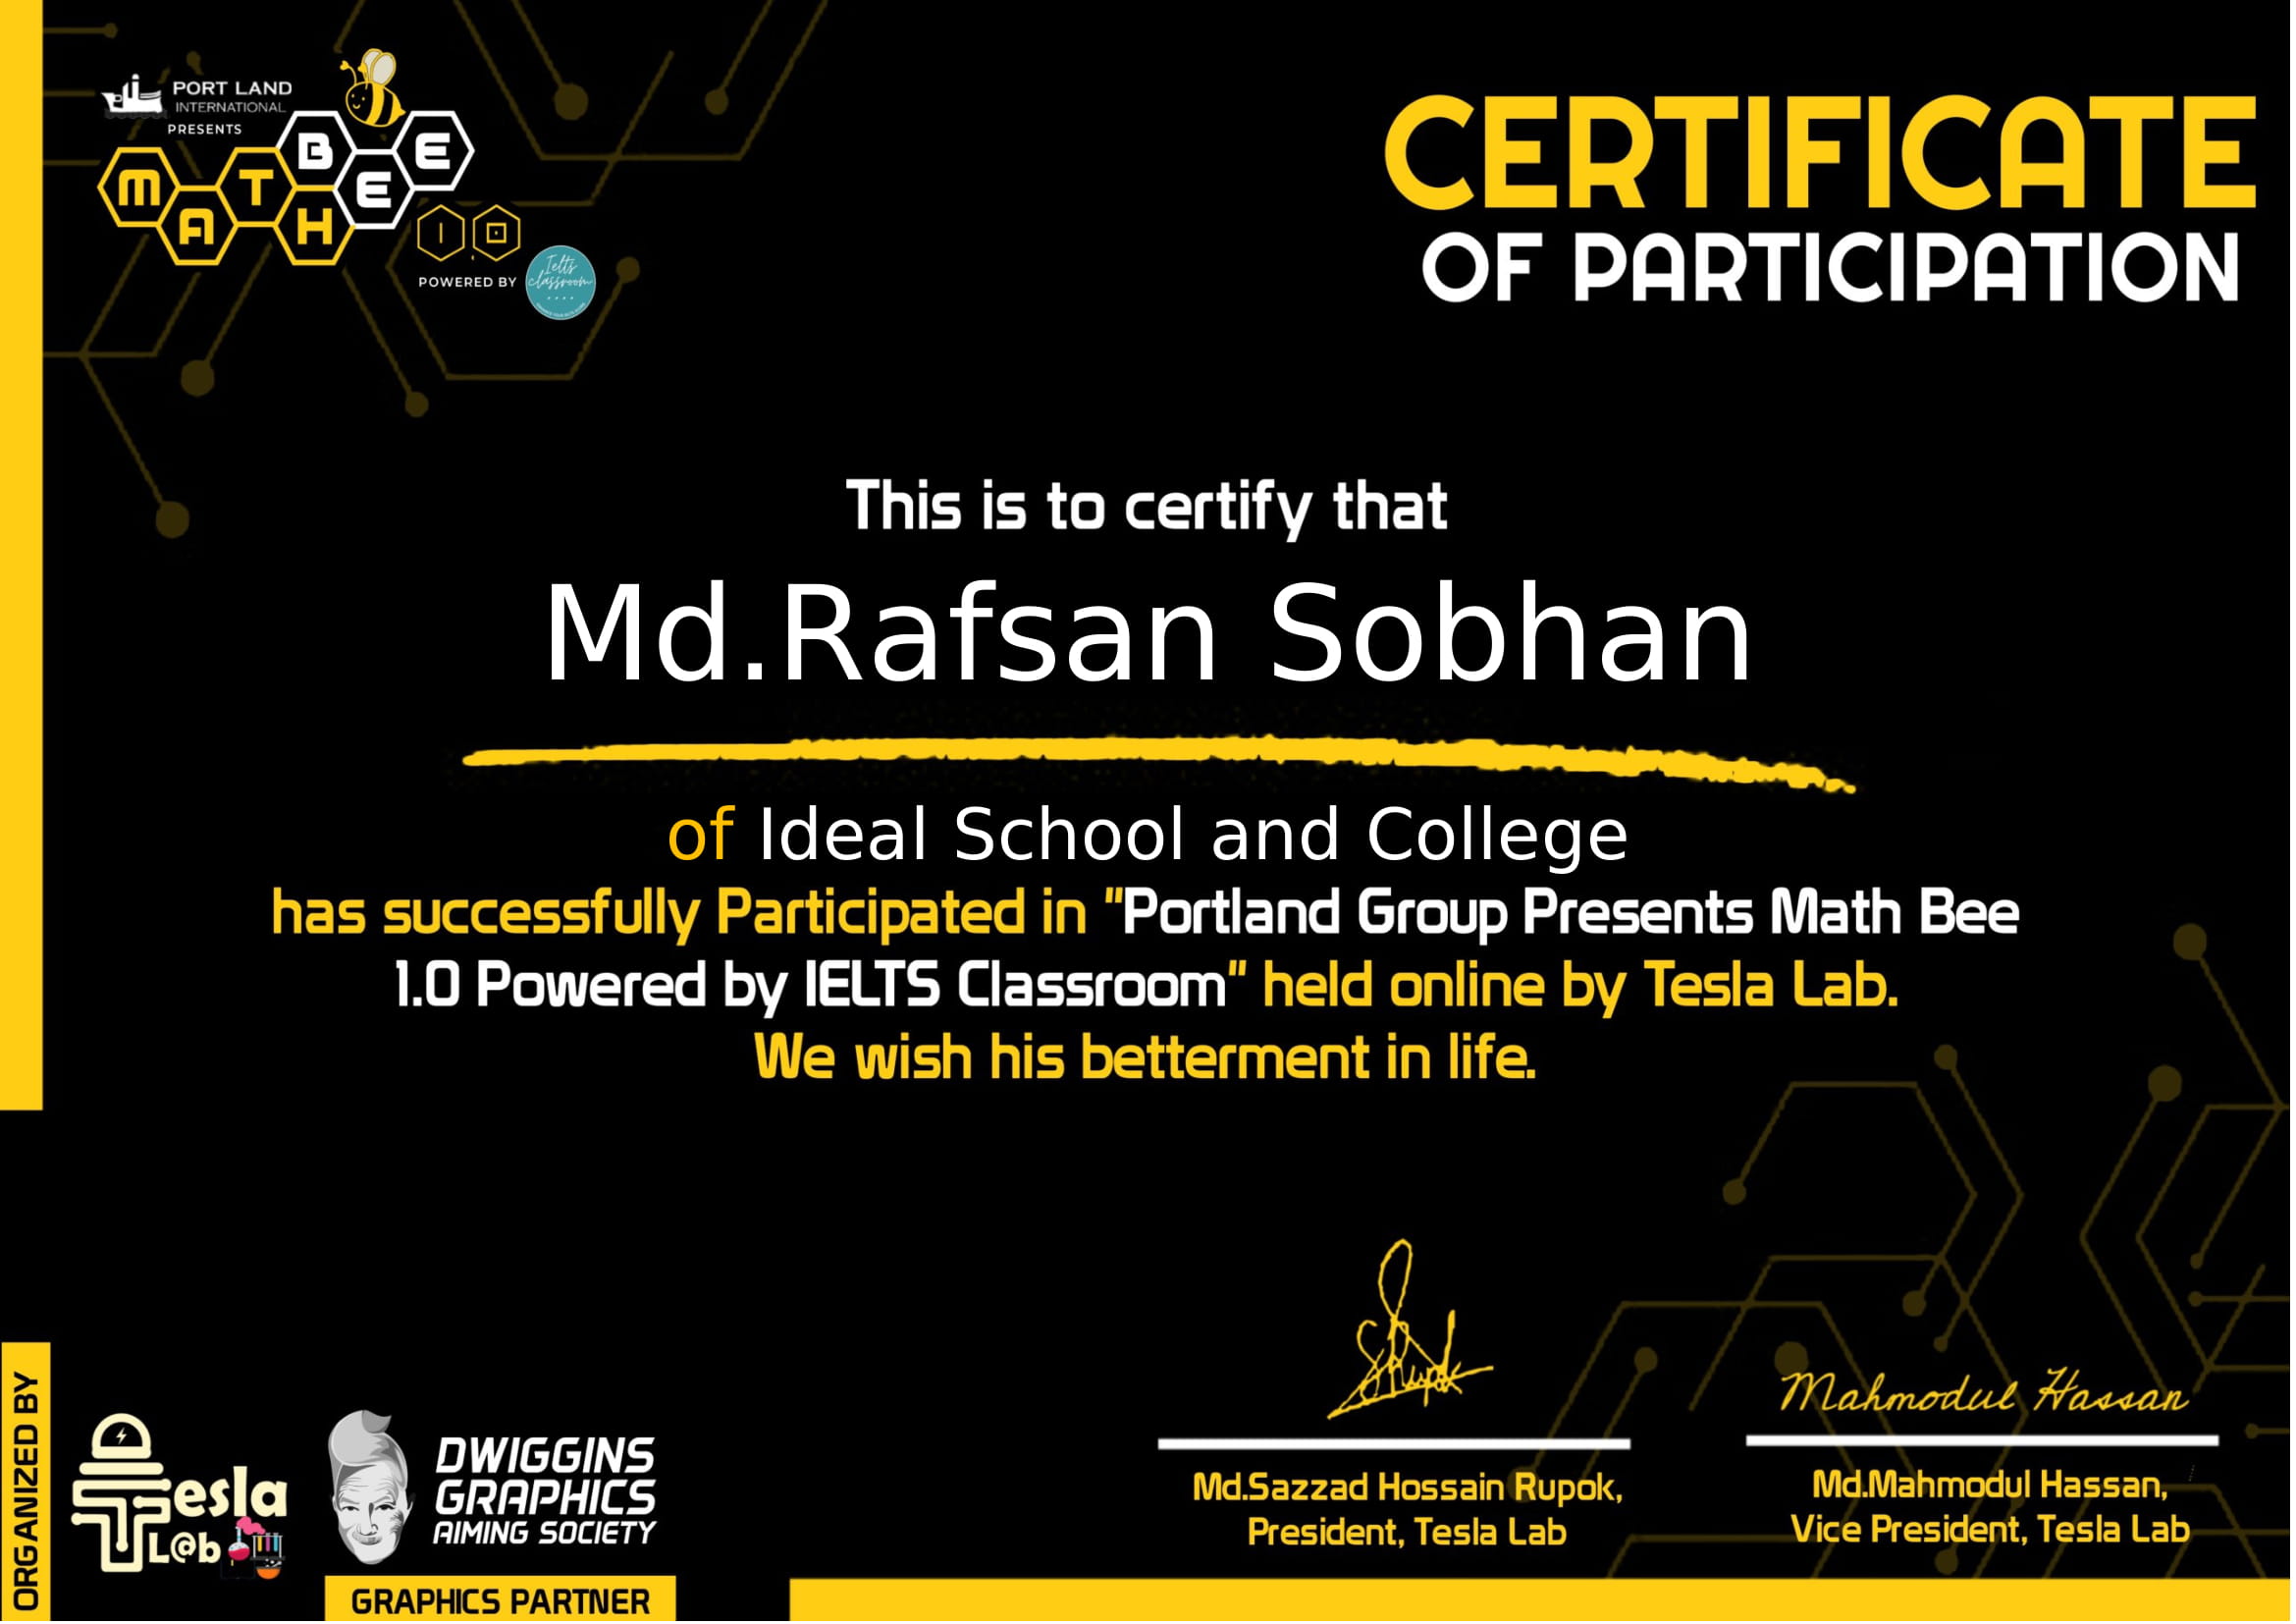 PORT LAND
INTERNATIONAL
PRESENTS
MATH BEE
1.0
POWERED BY
Ielts
classroom
CERTIFICATE
OF PARTICIPATION
This is to certify that
Md.Rafsan Sobhan
of Ideal School and College
has successfully Participated in "Portland Group Presents Math Bee
1.0 Powered by IELTS Classroom" held online by Tesla Lab.
We wish his betterment in life.
ORGANIZED BY
Tesla
L@b
DWIGGINS
GRAPHICS
AIMING SOCIETY
GRAPHICS PARTNER
SRupok
Md.Sazzad Hossain Rupok,
President, Tesla Lab
Mahmodul Hassan
Md.Mahmodul Hassan,
Vice President, Tesla Lab